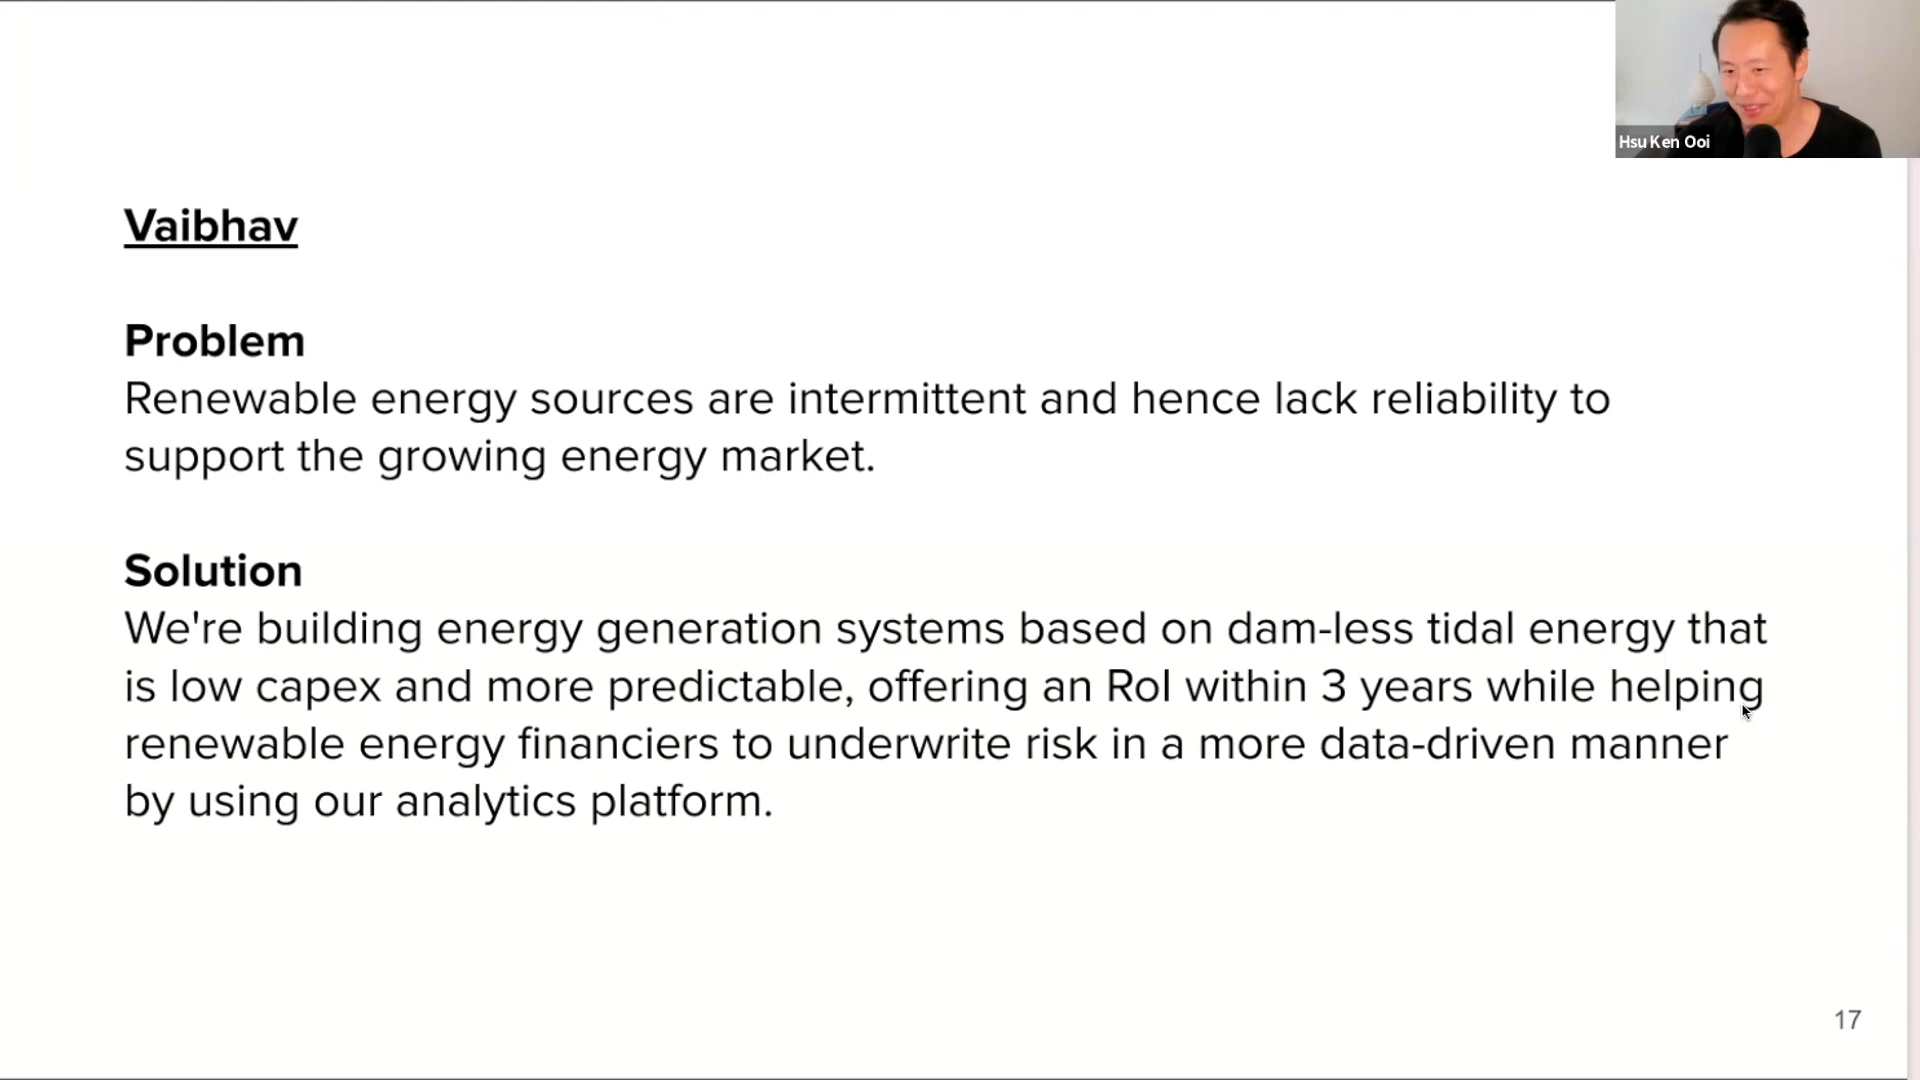 Hsu Ken Ooi
Vaibhav
Problem
Renewable energy sources are intermittent and hence lack reliability to
support the growing energy market.
Solution
We're building energy generation systems based on dam-less tidal energy that
is low capex and more predictable, offering an RoI within 3 years while helping
renewable energy financiers to underwrite risk in a more data-driven manner
by using our analytics platform.
17